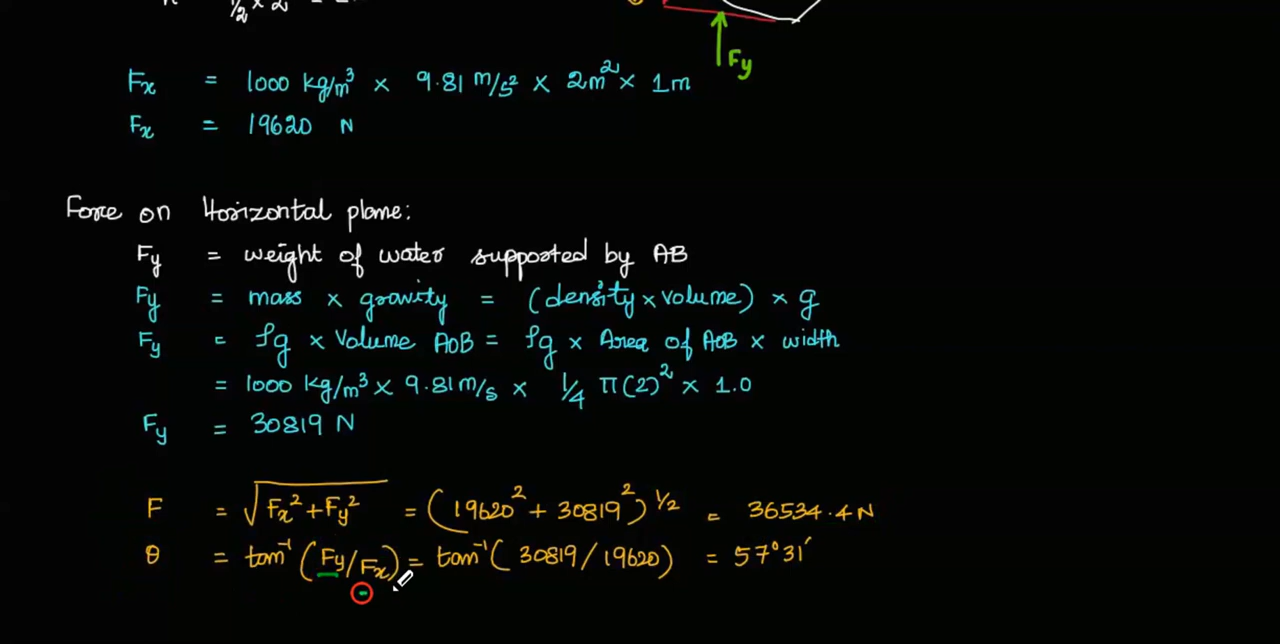 1/2 × 2
Fy
Fx = 1000 kg/m³ × 9.81 m/s² × 2m² × 1m
Fx = 19620 N
Force on Horizontal plane:
Fy = weight of water supported by AB
Fy = mass × gravity = (density × volume) × g
Fy = ρg × Volume AOB = ρg × Area of AOB × width
= 1000 kg/m³ × 9.81 m/s × 1/4 π(2)² × 1.0
Fy = 30819 N
F = √Fx² + Fy² = (19620² + 30819²)^1/2 = 36534.4 N
θ = tan⁻¹ (Fy/Fx) = tan⁻¹ (30819/19620) = 57°31′